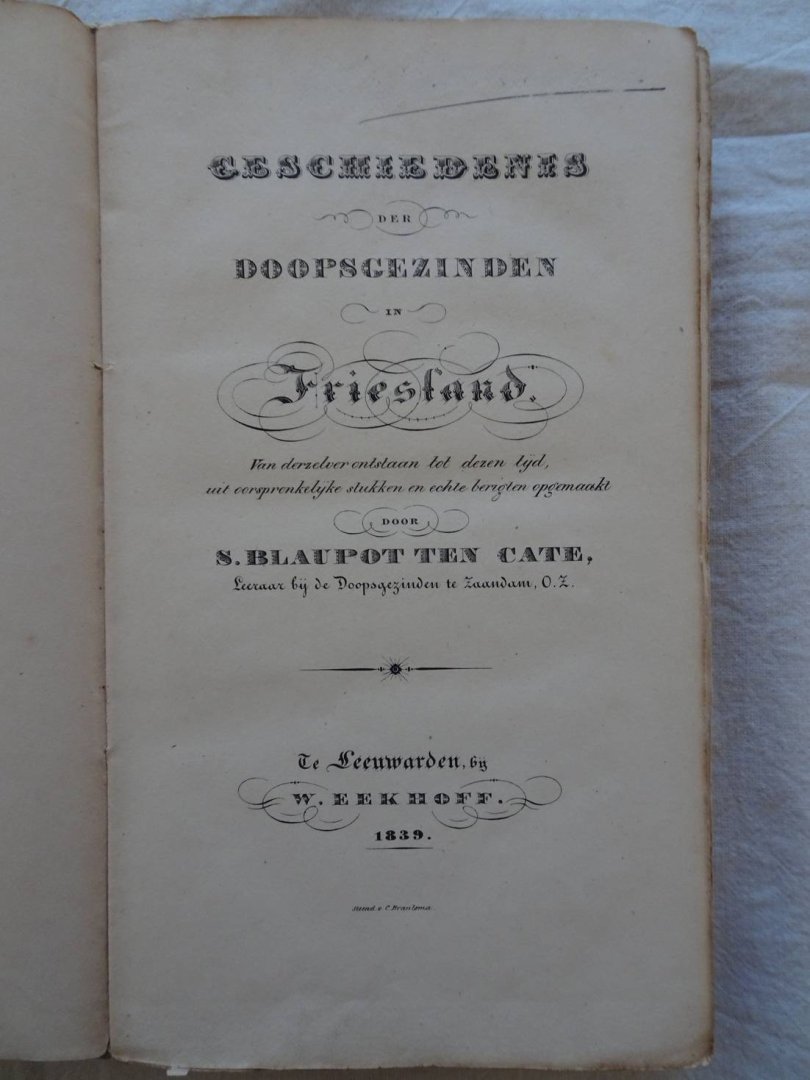 GESCHIEDENIS
DER
DOOPSGEZINDEN
IN
Friesland.
Van derzelver ontstaan tot dezen tijd,
uit oorspronkelijke stukken en echte berigten opgemaakt
DOOR
S. BLAUPOT TEN CATE,
Leeraar bij de Doopsgezinden te Zaandam, O.Z.
Te Leeuwarden, by
W. EEKHOFF.
1839.